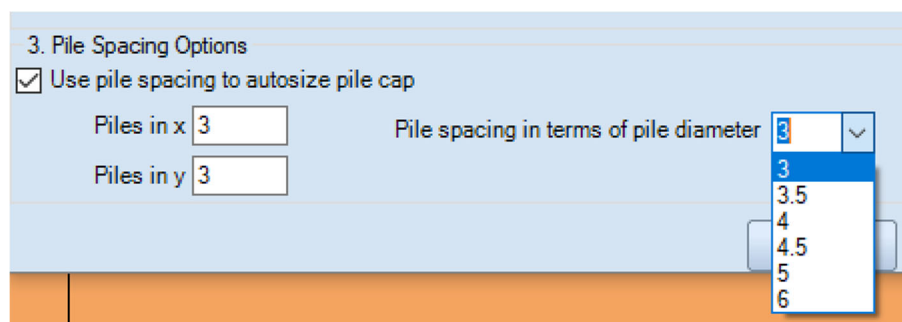 3. Pile Spacing Options
Use pile spacing to autosize pile cap
Piles in x 3
Pile spacing in terms of pile diameter 3
Piles in y 3
3
3.5
4
4.5
5
6